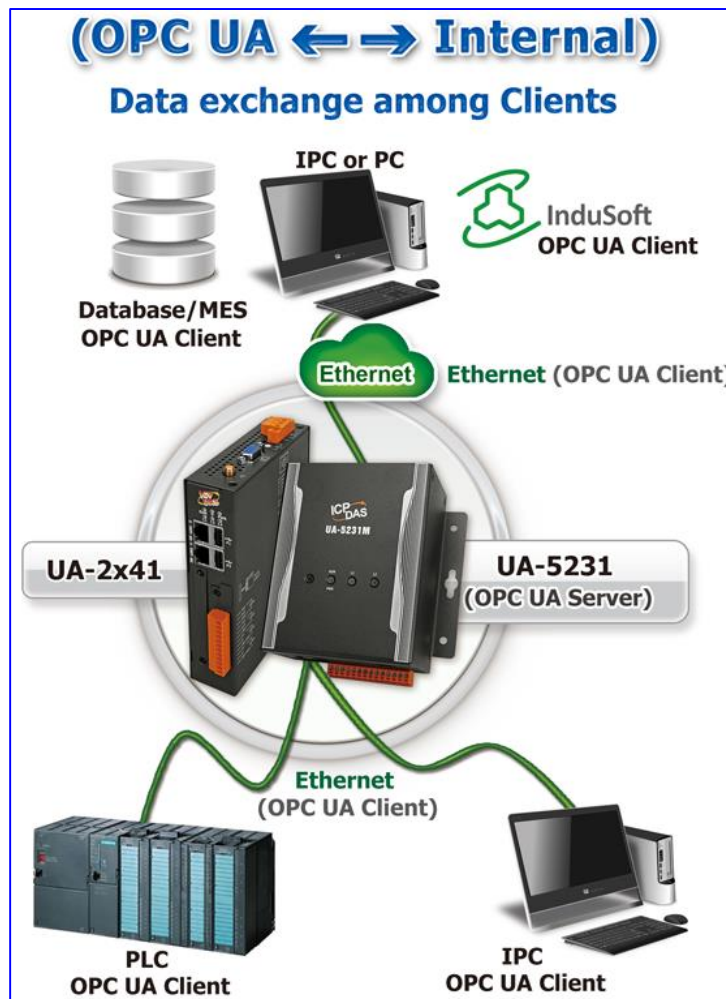 (OPC UA ←→ Internal)
Data exchange among Clients
IPC or PC
InduSoft
OPC UA Client
Database/MES
OPC UA Client
Ethernet
Ethernet (OPC UA Client)
ICP DAS
UA-5231M
UA-2x41
UA-5231
(OPC UA Server)
Ethernet
(OPC UA Client)
PLC
OPC UA Client
IPC
OPC UA Client